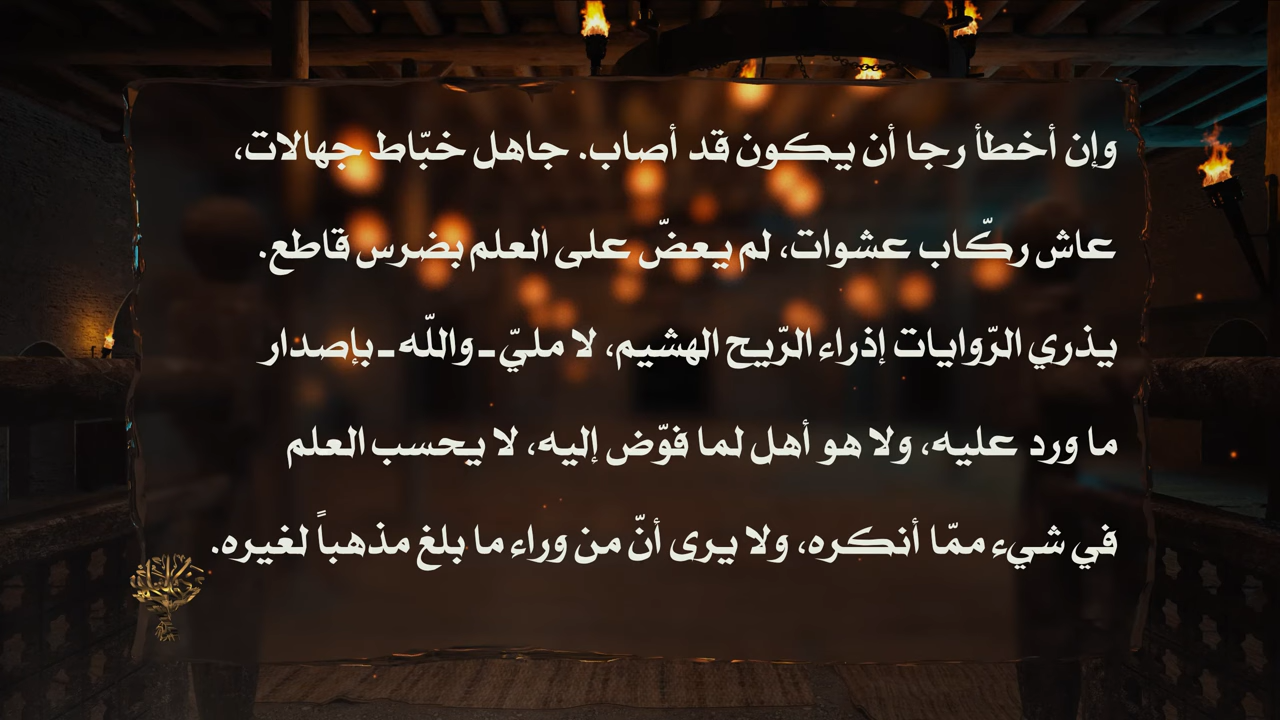 وإن أخطأ رجا أن يكون قد أصاب. جاهل خبّاط جهالات،
عاش ركّاب عشوات، لم يعضّ على العلم بضرس قاطع.
يذري الرّوايات إذراء الرّيح الهشيم، لا مليّ ـ واللّه ـ بإصدار
ما ورد عليه، ولا هو أهل لما فوّض إليه، لا يحسب العلم
في شيء ممّا أنكره، ولا يرى أنّ من وراء ما بلغ مذهباً لغيره.